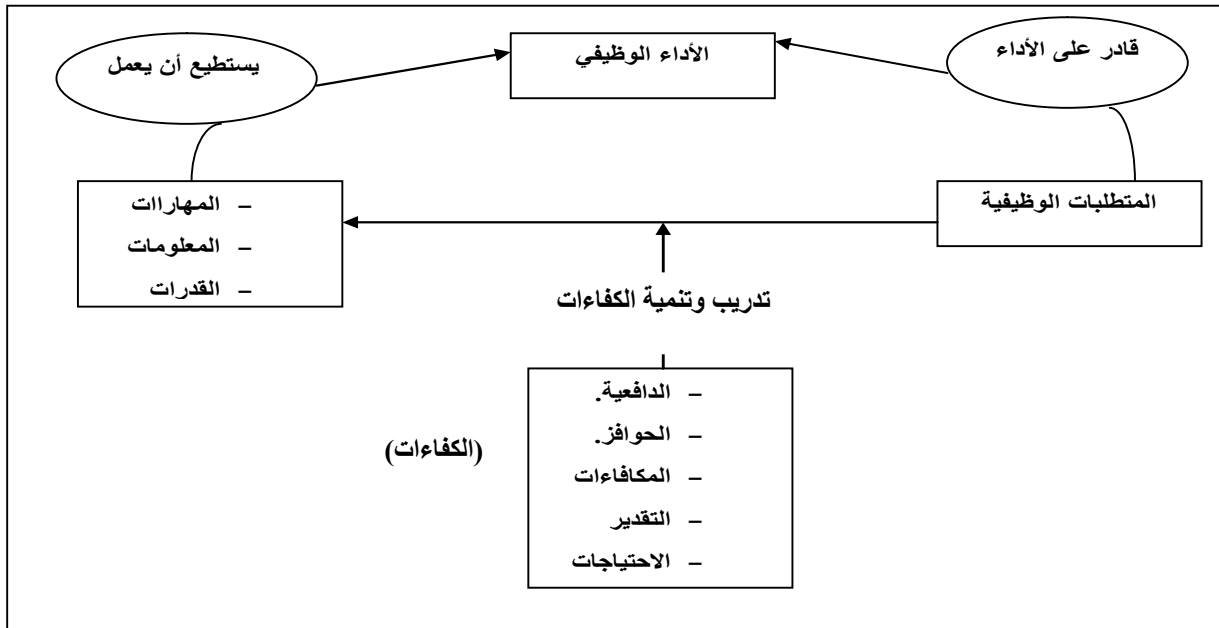 قادر على الأداء
الأداء الوظيفي
يستطيع أن يعمل
المتطلبات الوظيفية
– المهاراات
– المعلومات
– القدرات
تدريب وتنمية الكفاءات
– الدافعية.
– الحوافز.
– المكافاءات
– التقدير
– الاحتياجات
(الكفاءات)